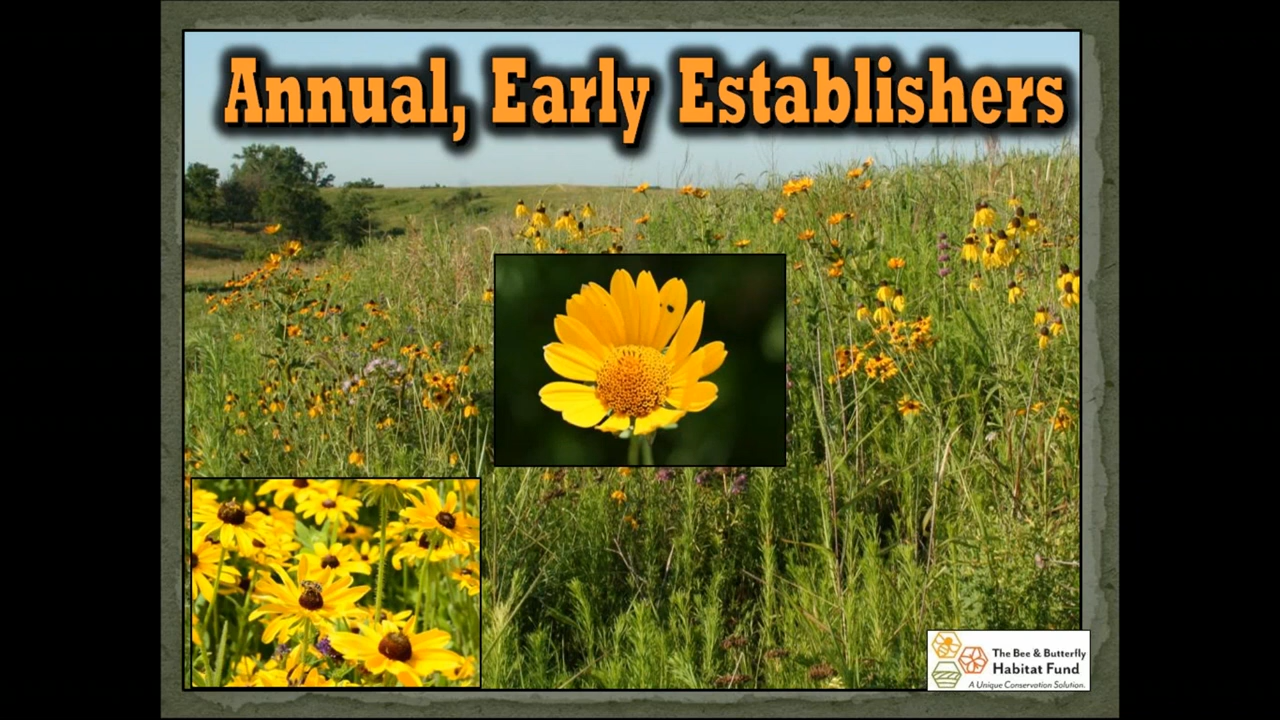 Annual, Early Establishers
The Bee & Butterfly
Habitat Fund
A Unique Conservation Solution.